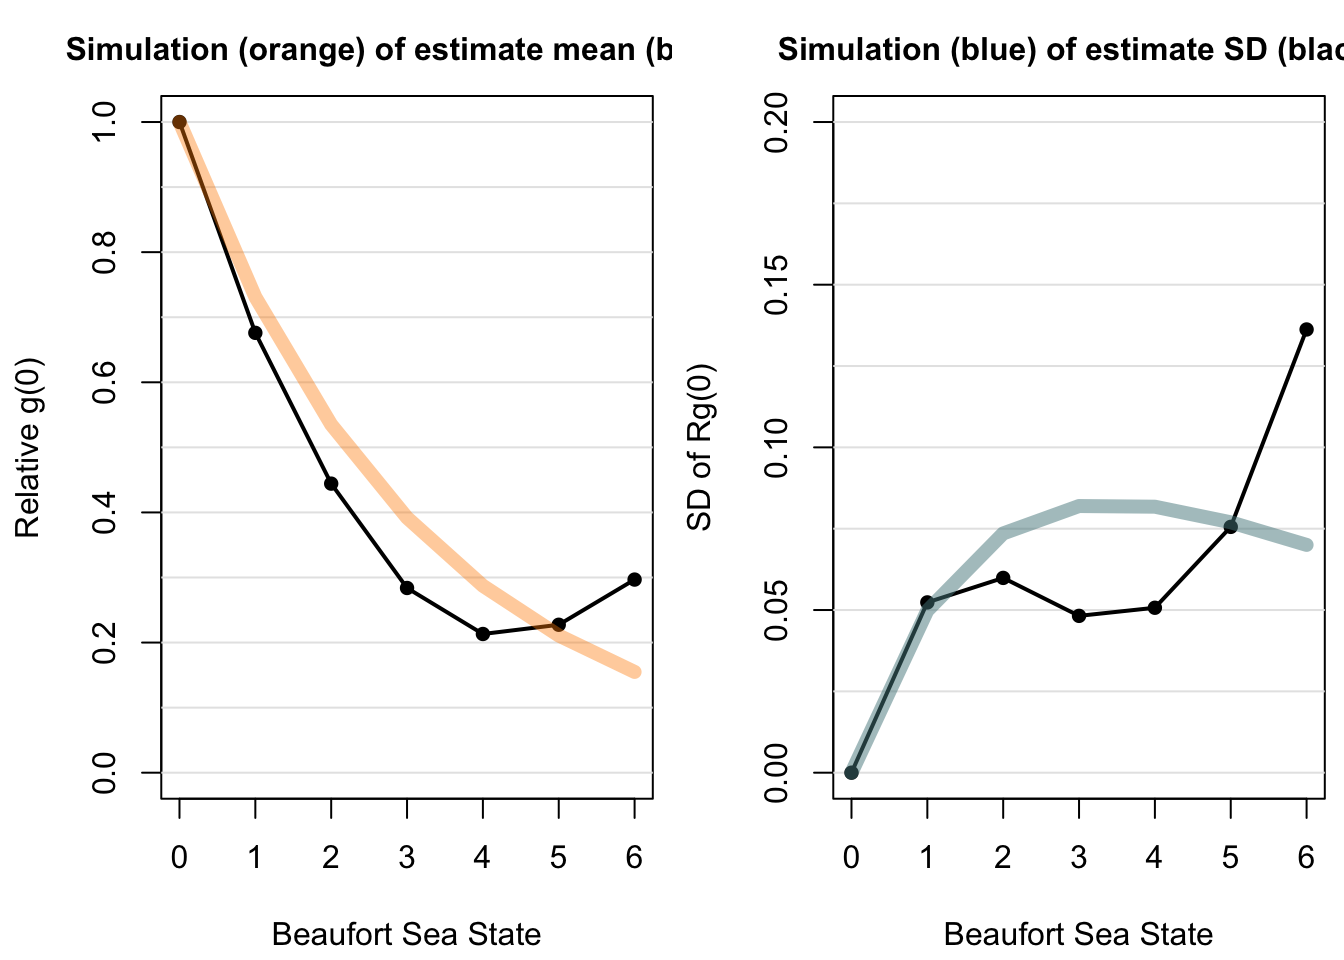 Simulation (orange) of estimate mean (b
Relative g(0)
1.0
0.8
0.6
0.4
0.2
0.0
0 1 2 3 4 5 6
Beaufort Sea State
Simulation (blue) of estimate SD (blac
SD of Rg(0)
0.20
0.15
0.10
0.05
0.00
0 1 2 3 4 5 6
Beaufort Sea State